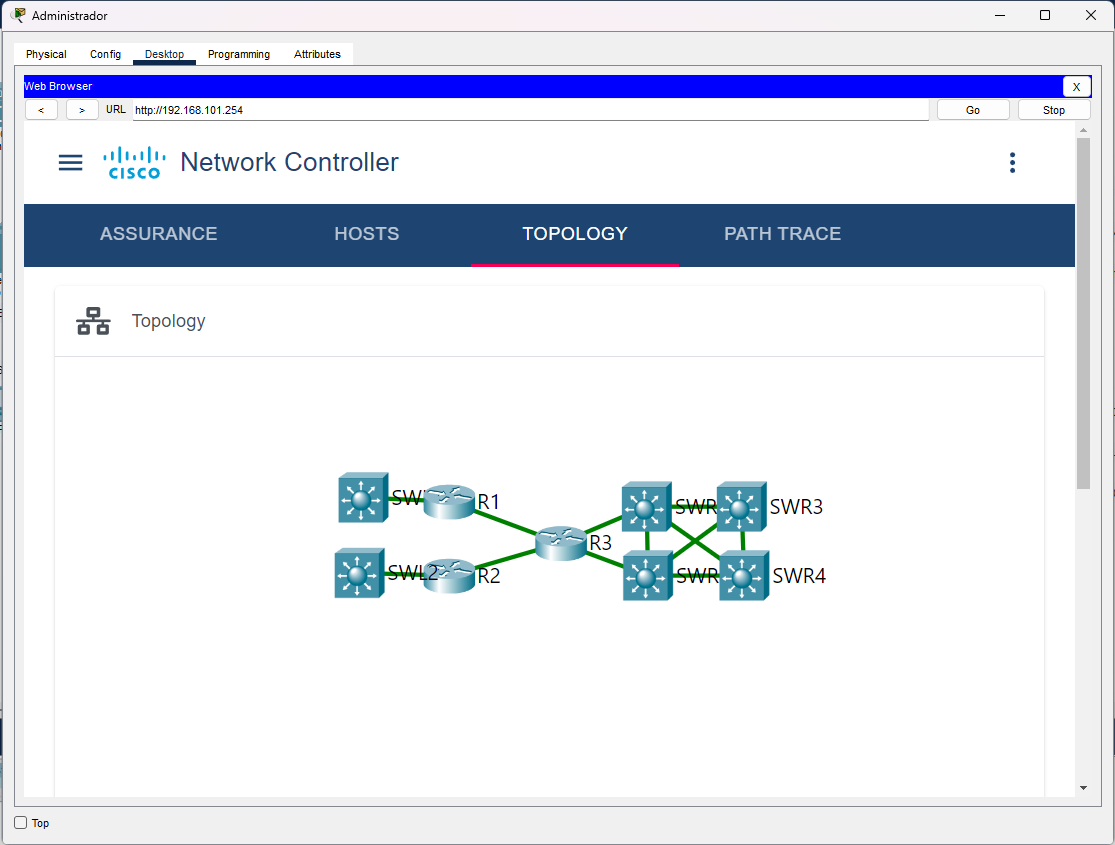 Administrador
Physical Config Desktop Programming Attributes
Web Browser X
< > URL http://192.168.101.254 Go Stop
CISCO Network Controller
ASSURANCE HOSTS TOPOLOGY PATH TRACE
Topology
R1 SWR3
R3
SWL2 R2 SWR4
Top